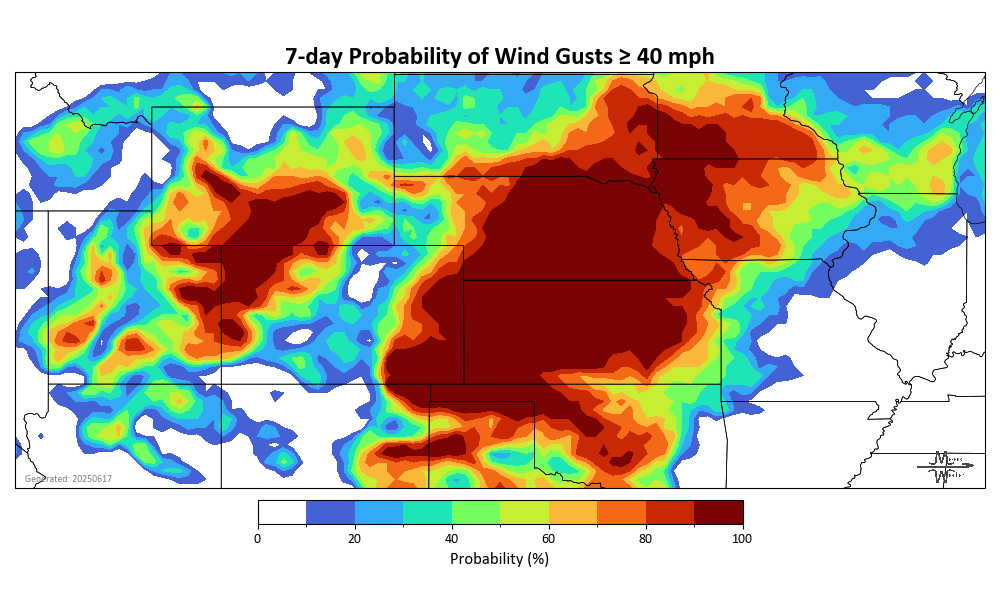 7-day Probability of Wind Gusts ≥ 40 mph
Generated: 20250617
0 20 40 60 80 100
Probability (%)